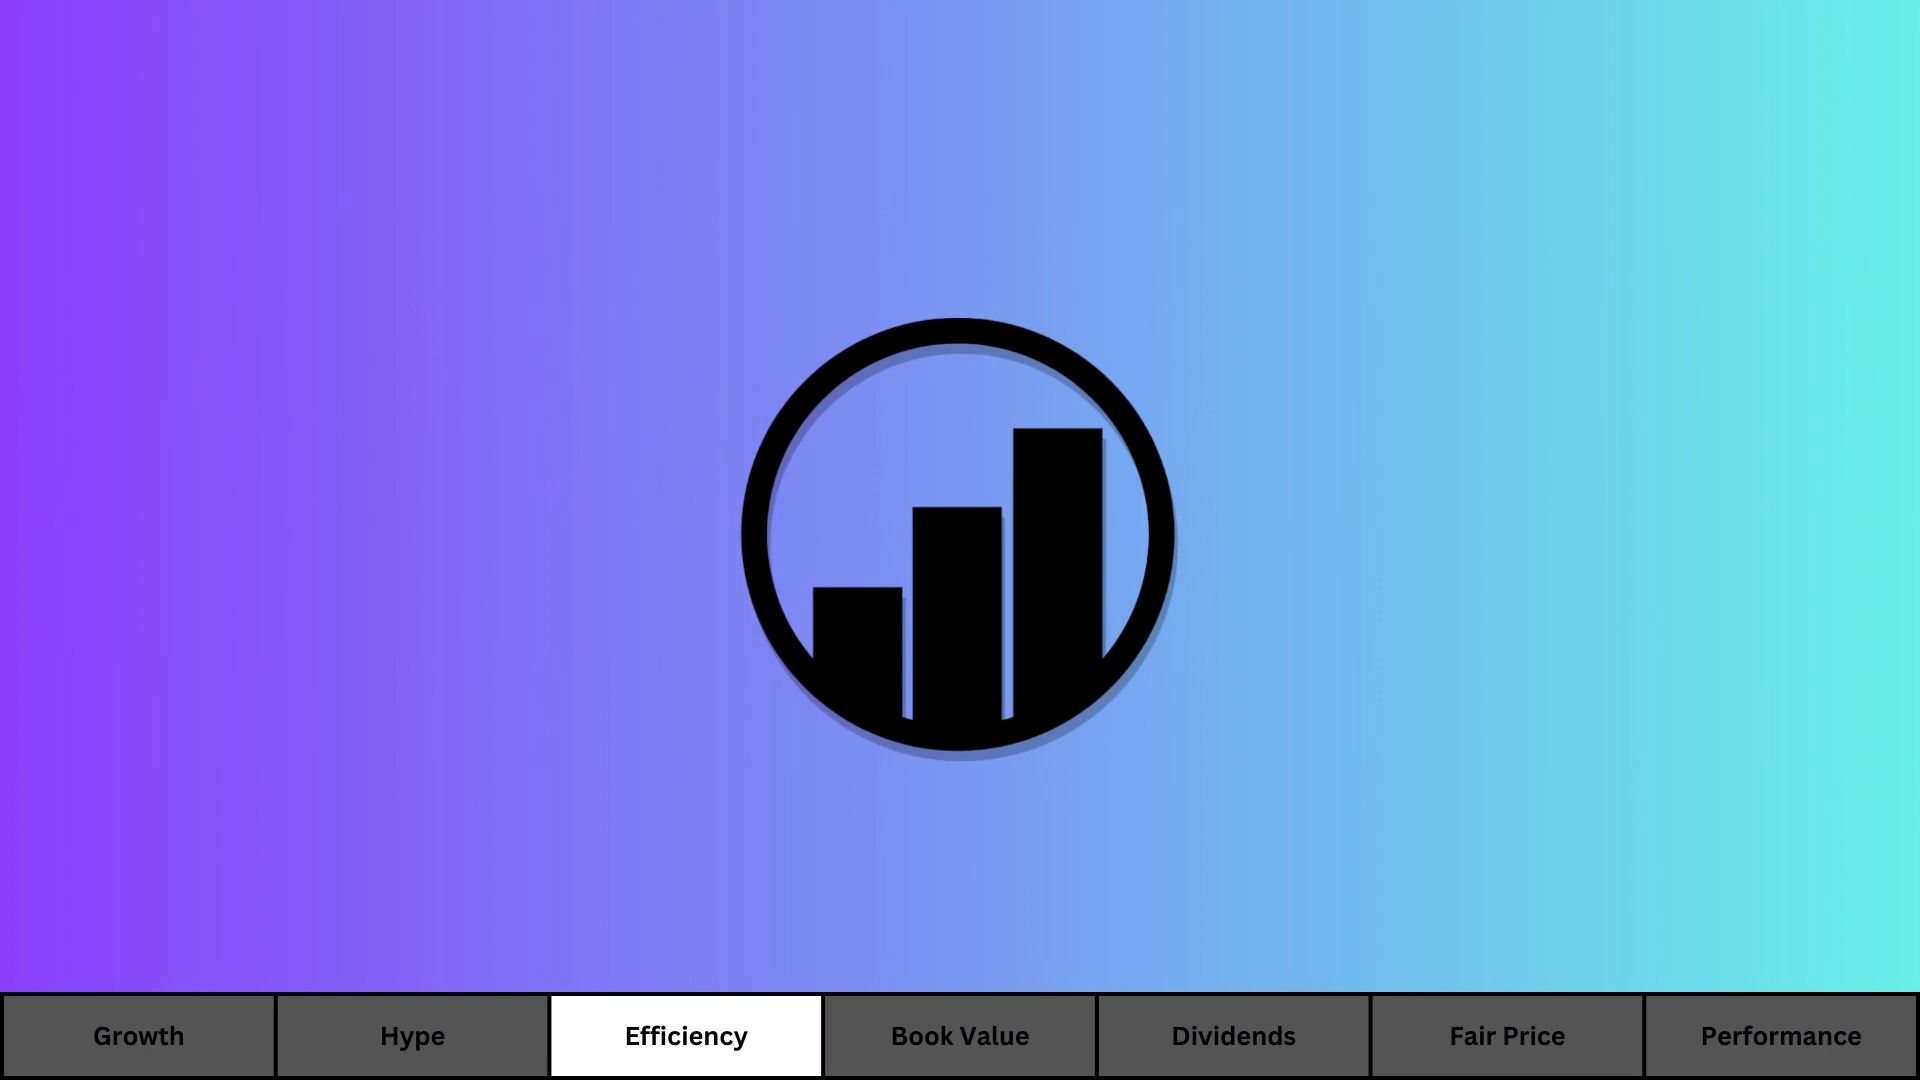 Growth
Hype
Efficiency
Book Value
Dividends
Fair Price
Performance